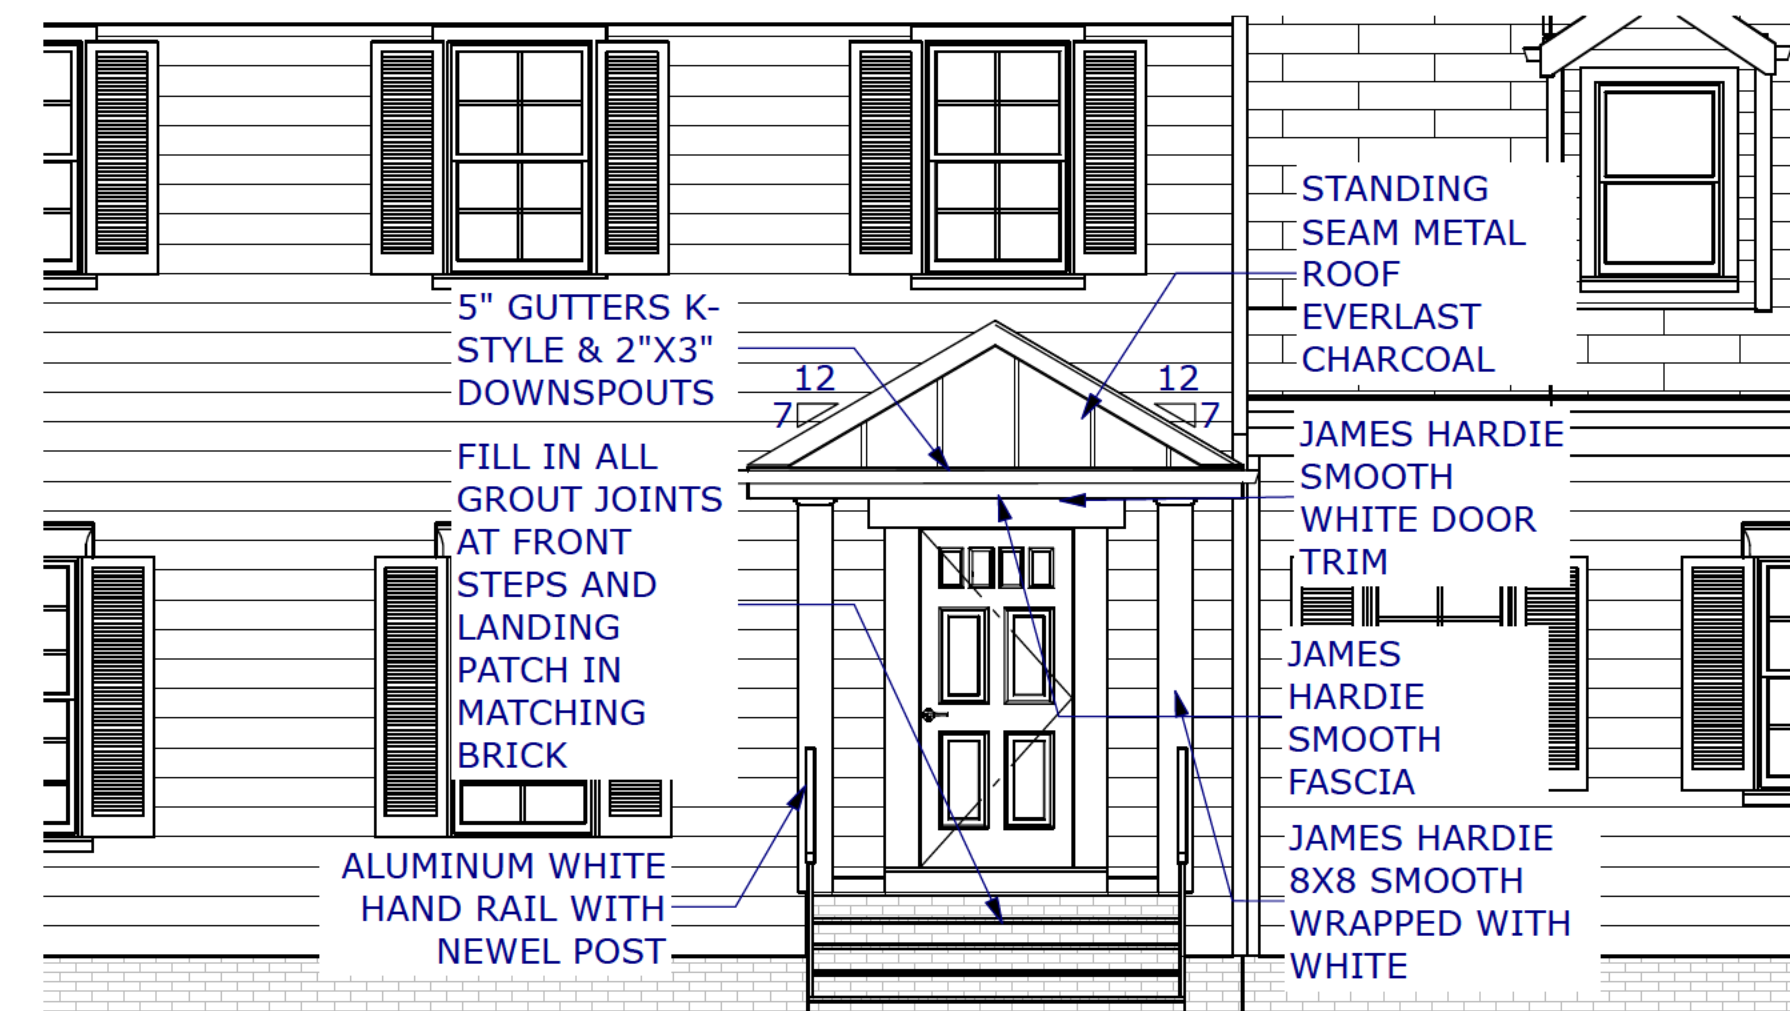 5" GUTTERS K-
STYLE & 2"X3"
DOWNSPOUTS
FILL IN ALL
GROUT JOINTS
AT FRONT
STEPS AND
LANDING
PATCH IN
MATCHING
BRICK
ALUMINUM WHITE
HAND RAIL WITH
NEWEL POST
12
7
12
7
STANDING
SEAM METAL
ROOF
EVERLAST
CHARCOAL
JAMES HARDIE
SMOOTH
WHITE DOOR
TRIM
JAMES
HARDIE
SMOOTH
FASCIA
JAMES HARDIE
8X8 SMOOTH
WRAPPED WITH
WHITE